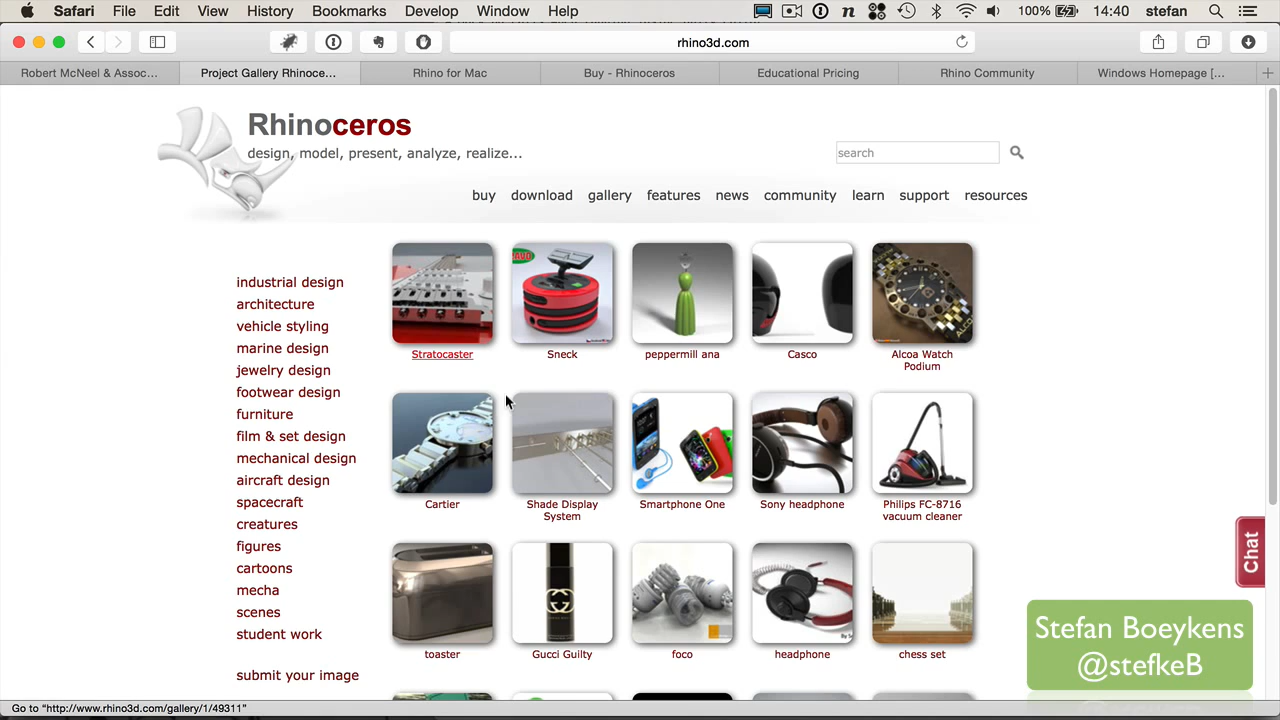 Safari File Edit View History Bookmarks Develop Window Help 100% 14:40 stefan
rhino3d.com
Robert McNeel & Assoc…
Project Gallery Rhinoce…
Rhino for Mac
Buy - Rhinoceros
Educational Pricing
Rhino Community
Windows Homepage […
Rhinoceros
design, model, present, analyze, realize...
search
buy download gallery features news community learn support resources
industrial design
architecture
vehicle styling
marine design
jewelry design
footwear design
furniture
film & set design
mechanical design
aircraft design
spacecraft
creatures
figures
cartoons
mecha
scenes
student work
submit your image
Stratocaster
Sneck
peppermill ana
Casco
Alcoa Watch
Podium
Cartier
Shade Display
System
Smartphone One
Sony headphone
Philips FC-8716
vacuum cleaner
toaster
GUCCI
Gucci Guilty
foco
headphone
chess set
Chat
Stefan Boeykens
@stefkeB
Go to “http://www.rhino3d.com/gallery/1/49311”